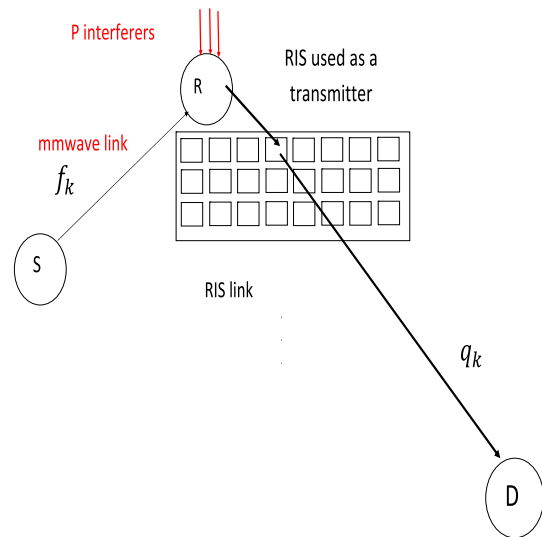 P interferers
R
RIS used as a
transmitter
mmwave link
f_k
S
RIS link
q_k
D